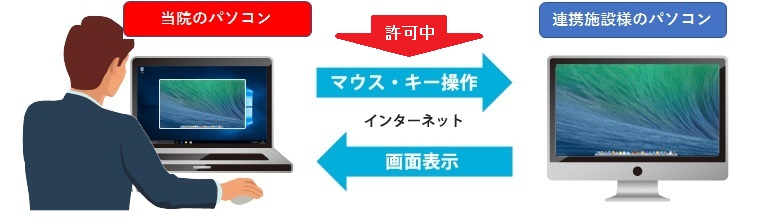 当院のパソコン
許可中
連携施設様のパソコン
マウス・キー操作
インターネット
画面表示